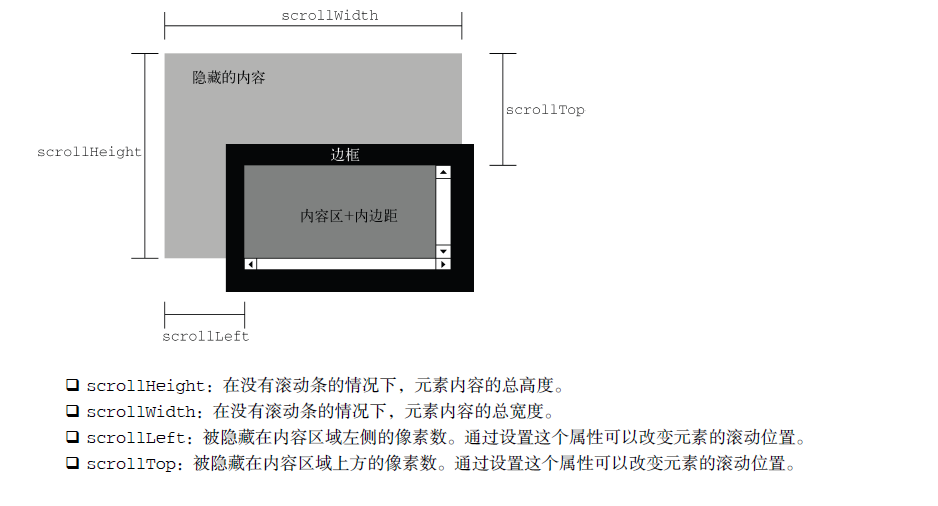 scrollWidth
隐藏的内容
scrollTop
scrollHeight
边框
内容区+内边距
scrollLeft
❑ scrollHeight：在没有滚动条的情况下，元素内容的总高度。
❑ scrollWidth：在没有滚动条的情况下，元素内容的总宽度。
❑ scrollLeft：被隐藏在内容区域左侧的像素数。通过设置这个属性可以改变元素的滚动位置。
❑ scrollTop：被隐藏在内容区域上方的像素数。通过设置这个属性可以改变元素的滚动位置。